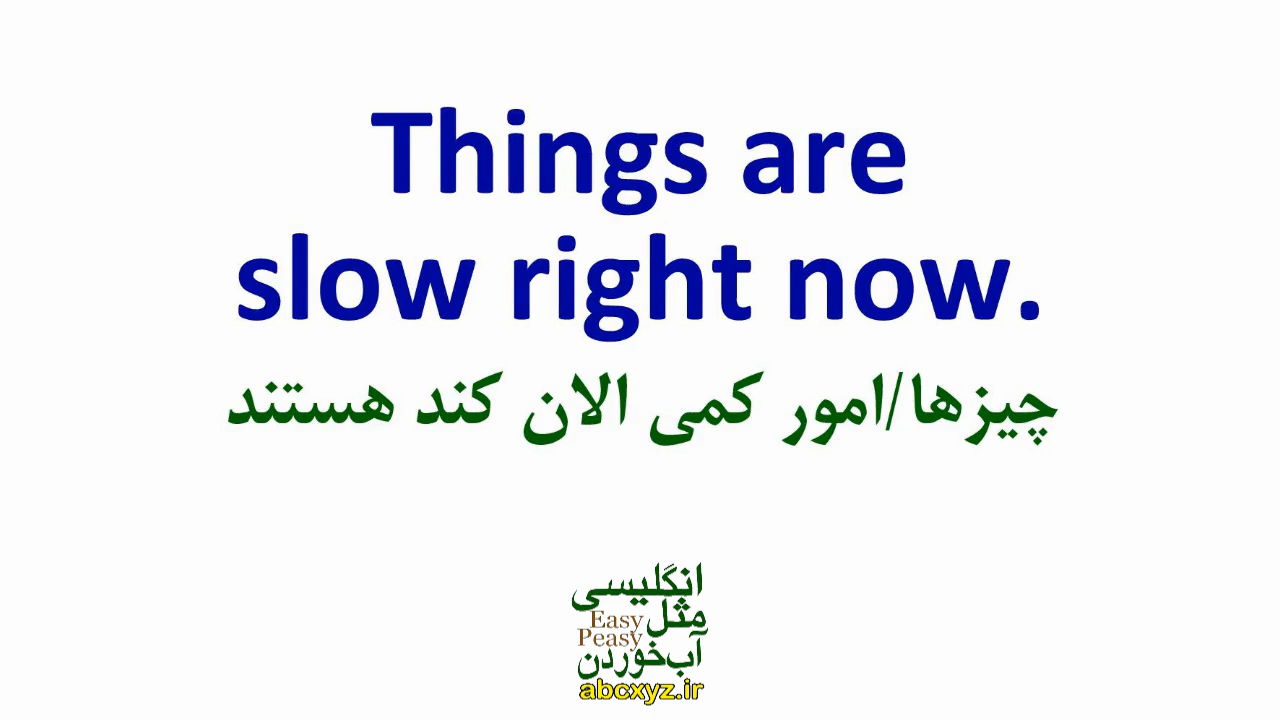 Things are
slow right now.
چیزها/امور کمی الان کند هستند
انگلیسی
مثل
Easy
Peasy
آب‌خوردن
abcxyz.ir